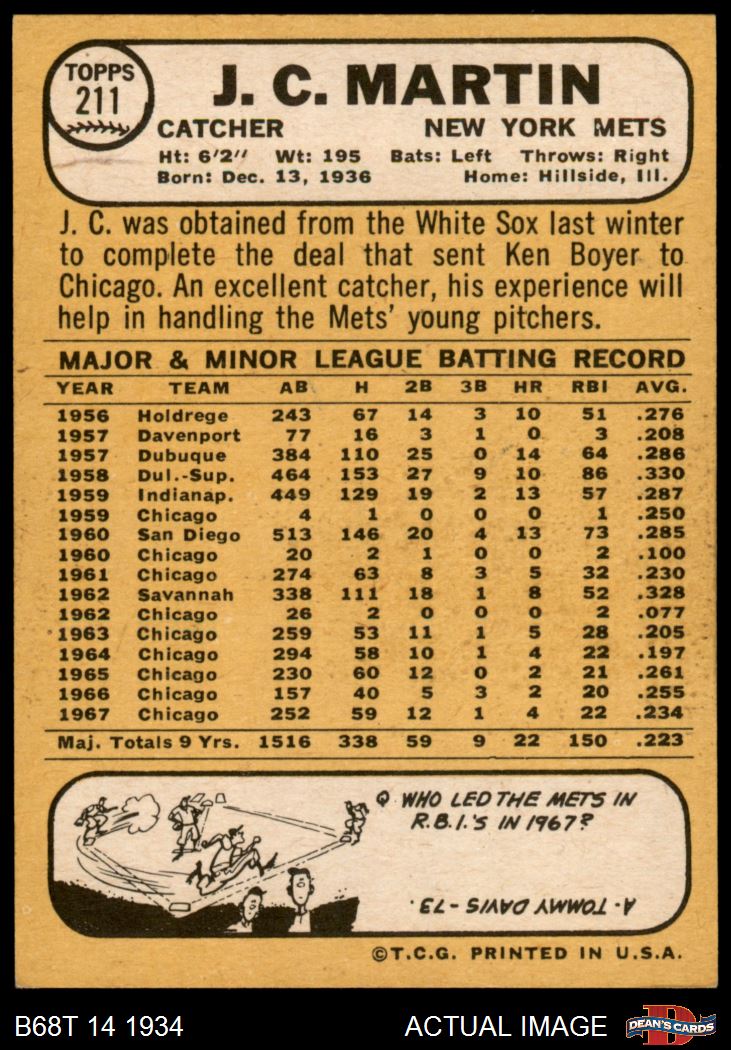 TOPPS
211
J. C. MARTIN
CATCHER NEW YORK METS
Ht: 6'2" Wt: 195 Bats: Left Throws: Right
Born: Dec. 13, 1936 Home: Hillside, Ill.
J. C. was obtained from the White Sox last winter
to complete the deal that sent Ken Boyer to
Chicago. An excellent catcher, his experience will
help in handling the Mets' young pitchers.
MAJOR & MINOR LEAGUE BATTING RECORD
YEAR TEAM AB H 2B 3B HR RBI AVG.
1956 Holdrege 243 67 14 3 10 51 .276
1957 Davenport 77 16 3 1 0 3 .208
1957 Dubuque 384 110 25 0 14 64 .286
1958 Dul.-Sup. 464 153 27 9 10 86 .330
1959 Indianap. 449 129 19 2 13 57 .287
1959 Chicago 4 1 0 0 0 1 .250
1960 San Diego 513 146 20 4 13 73 .285
1960 Chicago 20 2 1 0 0 2 .100
1961 Chicago 274 63 8 3 5 32 .230
1962 Savannah 338 111 18 1 8 52 .328
1962 Chicago 26 2 0 0 0 2 .077
1963 Chicago 259 53 11 1 5 28 .205
1964 Chicago 294 58 10 1 4 22 .197
1965 Chicago 230 60 12 0 2 21 .261
1966 Chicago 157 40 5 3 2 20 .255
1967 Chicago 252 59 12 1 4 22 .234
Maj. Totals 9 Yrs. 1516 338 59 9 22 150 .223
Q WHO LED THE METS IN
R.B.I.'S IN 1967?
A- TOMMY DAVIS - 73.
©T.C.G. PRINTED IN U.S.A.
B68T 14 1934 ACTUAL IMAGE DEAN'S CARDS